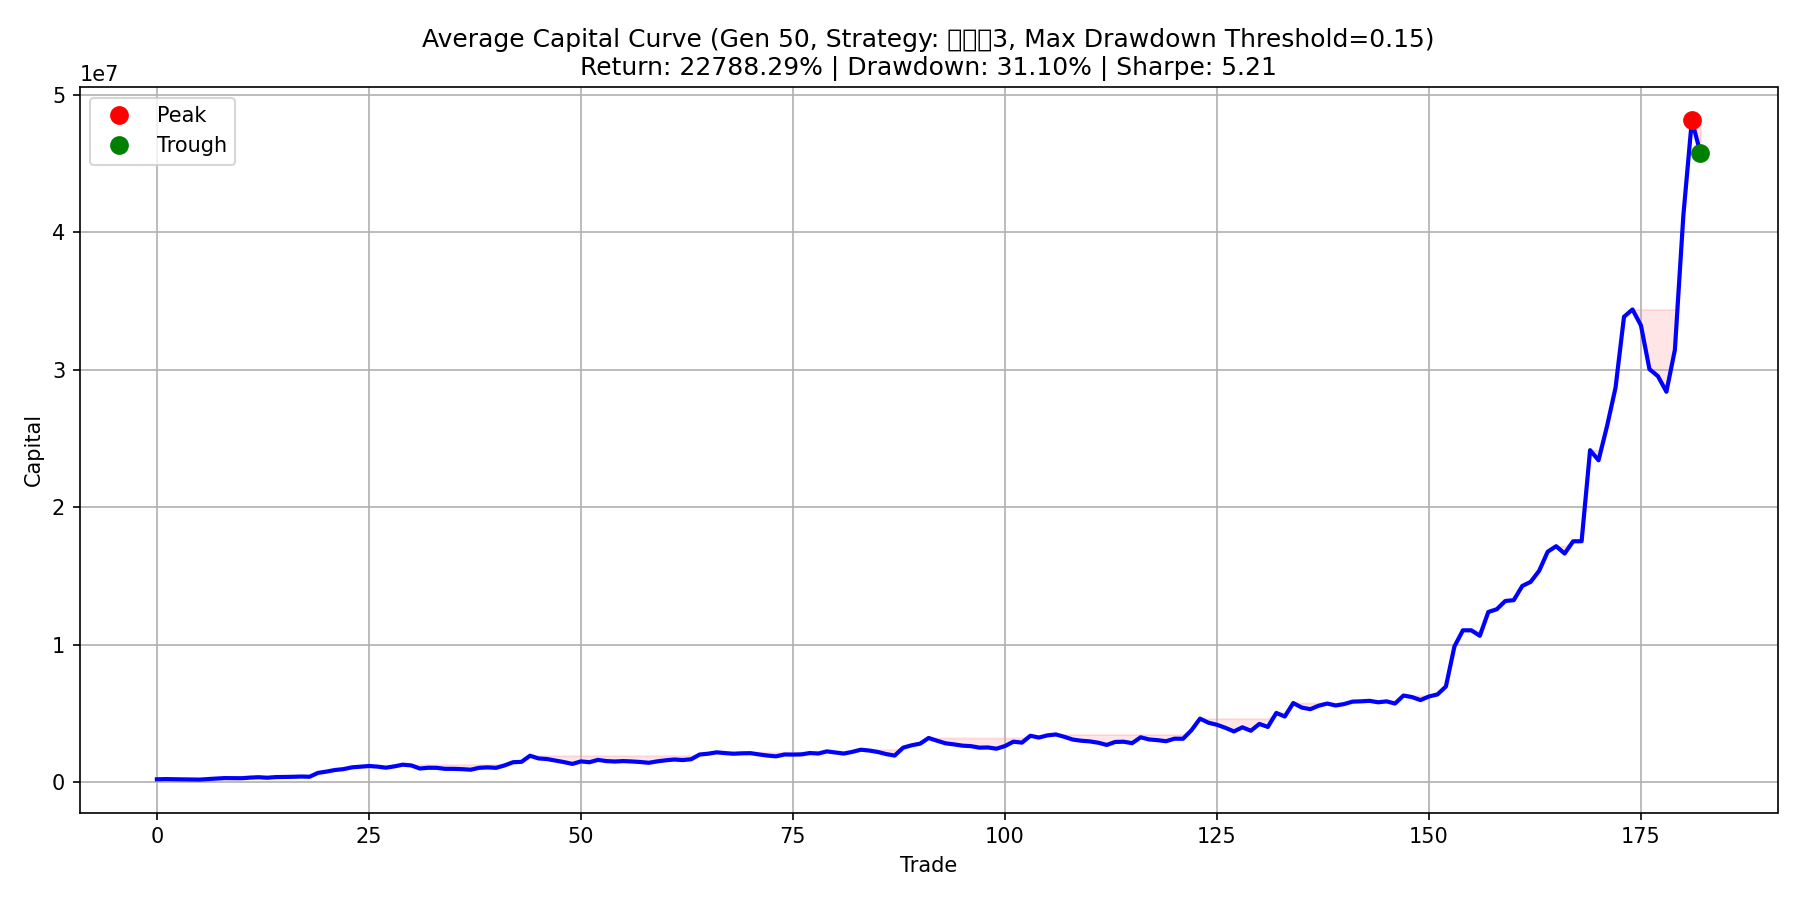 Average Capital Curve (Gen 50, Strategy: □□□3, Max Drawdown Threshold=0.15)
Return: 22788.29% | Drawdown: 31.10% | Sharpe: 5.21
1e7
Peak
Trough
5
4
3
2
1
0
Capital
0 25 50 75 100 125 150 175
Trade